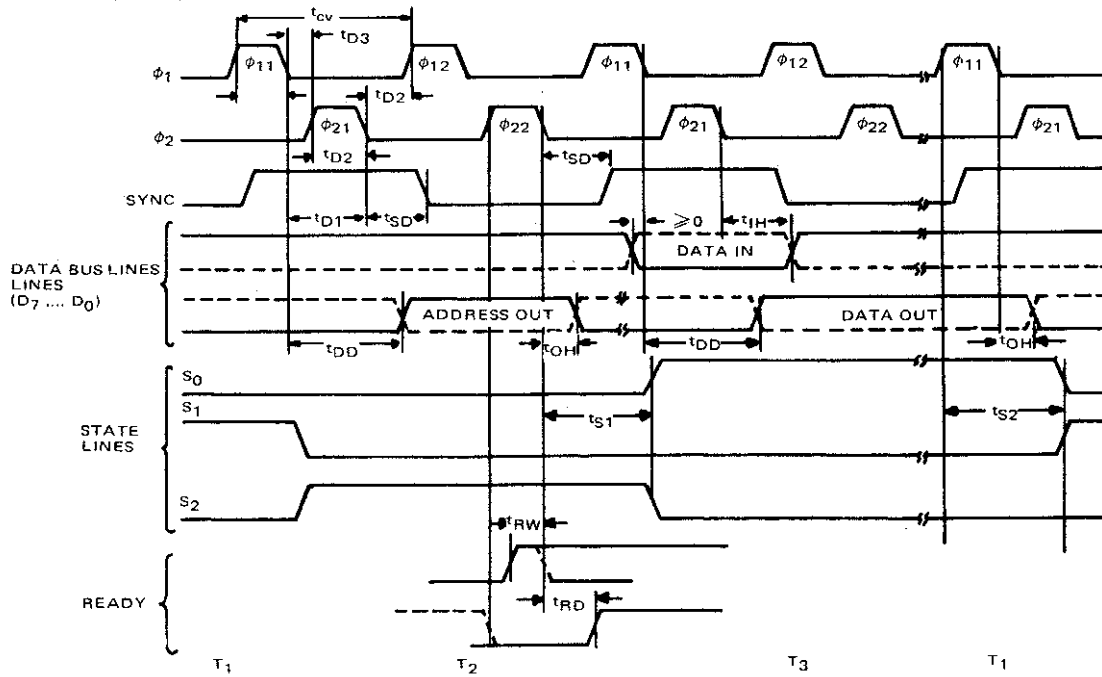 tCY
tD3
ϕ1 ϕ11 ϕ12 ϕ11 ϕ12 ϕ11
tD2
ϕ2 ϕ21 ϕ22 ϕ21 ϕ22 ϕ21
tD2 tSD
SYNC
tD1 tSD ≥0 tIH
DATA IN
DATA BUS LINES
LINES
(D7 .... D0)
ADDRESS OUT DATA OUT
tDD tOH tDD tOH
S0
S1
tS1 tS2
STATE
LINES
S2
tRW
READY
tRD
T1 T2 T3 T1